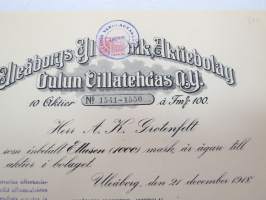 Uleåborgs Yllefabriks Aktiebolag
Oulun Villatehdas O.Y.
10 Aktier Nº 1541-1550 à Fmk 100.
Herr A. H. Grotenfelt
som inbetalt Ettusen (1000) mark, är ägare till
aktier i bolaget.
Uleåborg, den 21 december 1918.